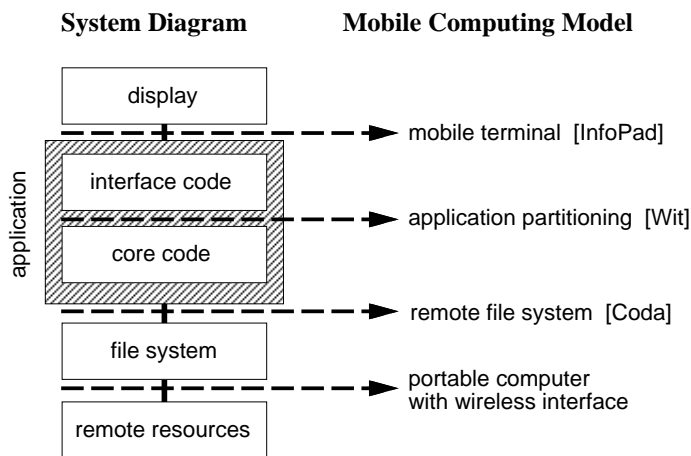 System Diagram
Mobile Computing Model
display
mobile terminal [InfoPad]
application
interface code
application partitioning [Wit]
core code
remote file system [Coda]
file system
portable computer
with wireless interface
remote resources